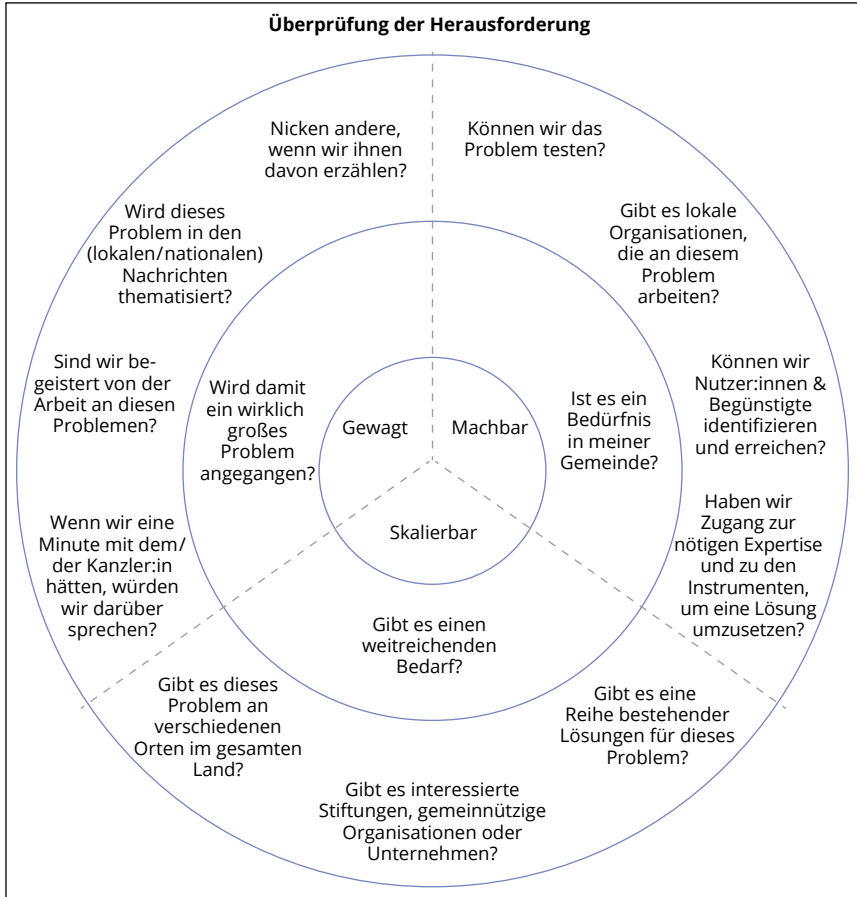 Überprüfung der Herausforderung
Nicken andere,
wenn wir ihnen
davon erzählen?
Können wir das
Problem testen?
Wird dieses
Problem in den
(lokalen/nationalen)
Nachrichten
thematisiert?
Gibt es lokale
Organisationen,
die an diesem
Problem
arbeiten?
Sind wir be-
geistert von der
Arbeit an diesen
Problemen?
Wird damit
ein wirklich
großes
Problem
angegangen?
Gewagt
Machbar
Ist es ein
Bedürfnis
in meiner
Gemeinde?
Können wir
Nutzer:innen &
Begünstigte
identifizieren
und erreichen?
Skalierbar
Wenn wir eine
Minute mit dem/
der Kanzler:in
hätten, würden
wir darüber
sprechen?
Haben wir
Zugang zur
nötigen Expertise
und zu den
Instrumenten,
um eine Lösung
umzusetzen?
Gibt es einen
weitreichenden
Bedarf?
Gibt es dieses
Problem an
verschiedenen
Orten im gesamten
Land?
Gibt es eine
Reihe bestehender
Lösungen für dieses
Problem?
Gibt es interessierte
Stiftungen, gemeinnützige
Organisationen oder
Unternehmen?